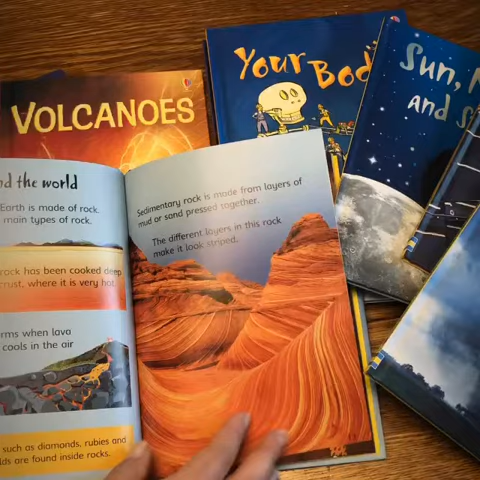 VOLCANOES
Your Bod
Sun, M
and S
nd the world
Earth is made of rock.
main types of rock.
rock has been cooked deep
crust, where it is very hot.
rms when lava
cools in the air
such as diamonds, rubies and
lds are found inside rocks.
Sedimentary rock is made from layers of
mud or sand pressed together.
The different layers in this rock
make it look striped.